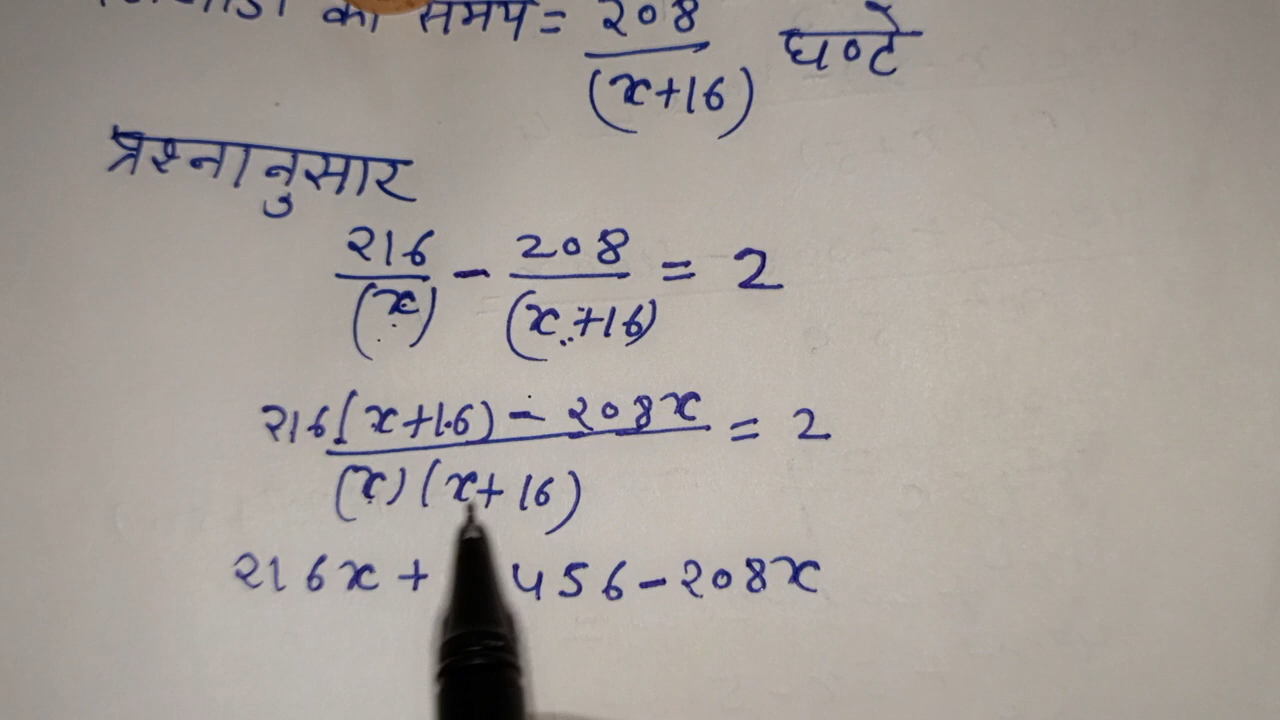 का समय = 208/(x+16) घण्टे
प्रश्नानुसार
216/(x) - 208/(x+16) = 2
216(x+16) - 208x/(x)(x+16) = 2
216x + 456 - 208x